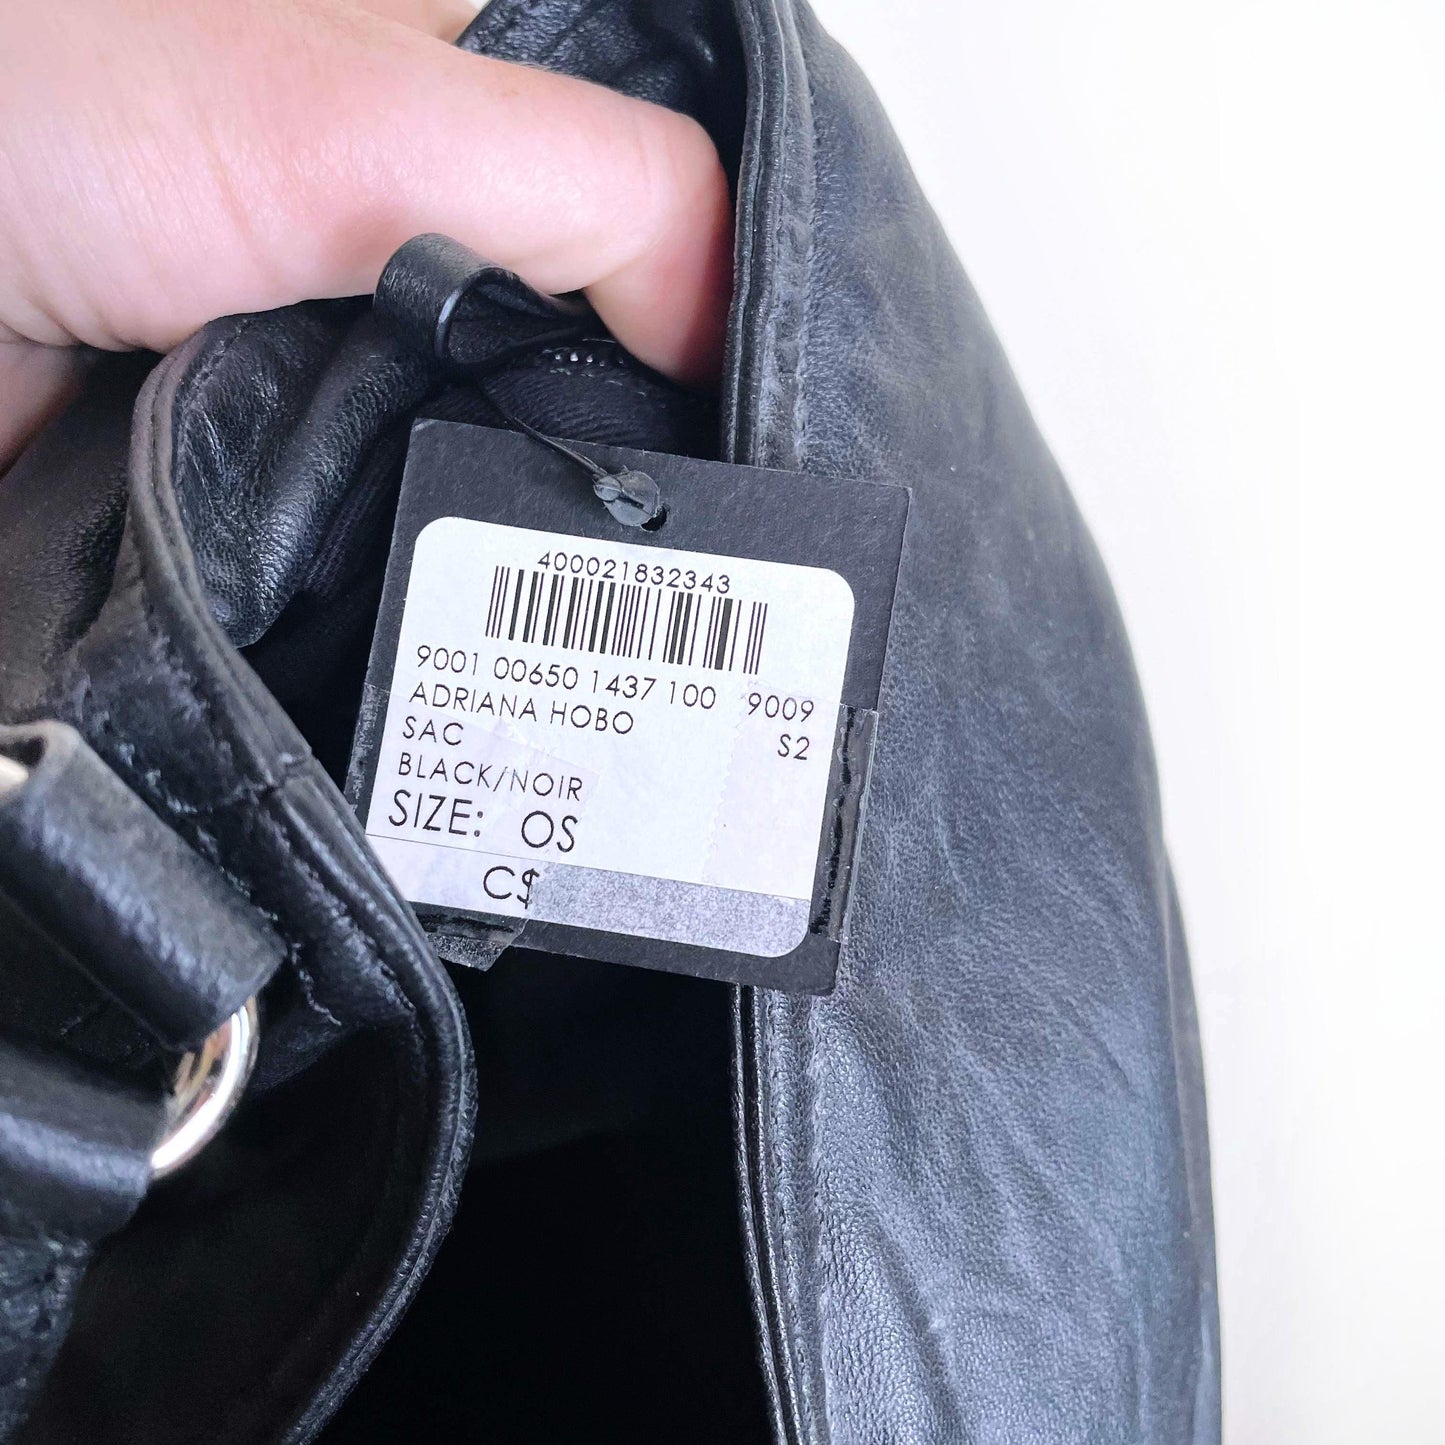 400021832343
9001 00650 1437 100 9009
ADRIANA HOBO S2
SAC
BLACK/NOIR
SIZE: OS
C$